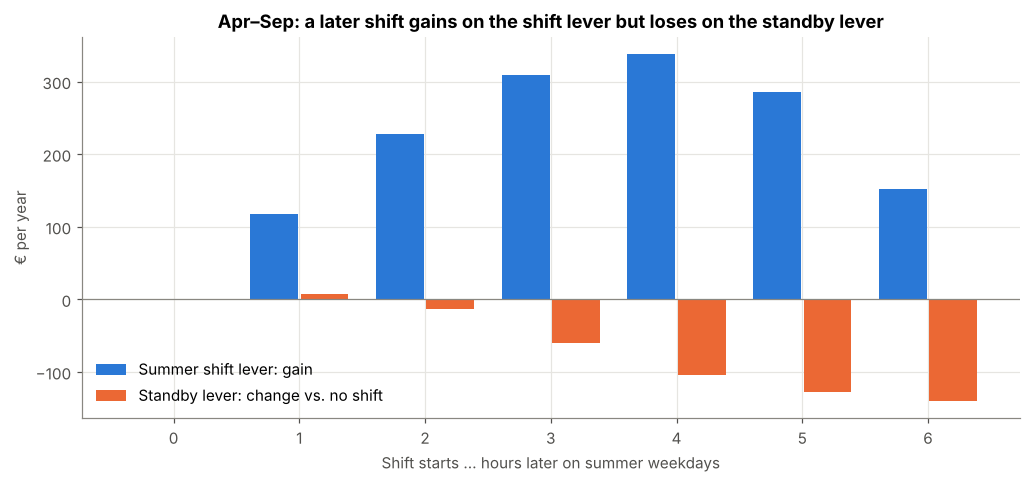 Apr–Sep: a later shift gains on the shift lever but loses on the standby lever
€ per year
300
200
100
0
−100
Summer shift lever: gain
Standby lever: change vs. no shift
0 1 2 3 4 5 6
Shift starts … hours later on summer weekdays